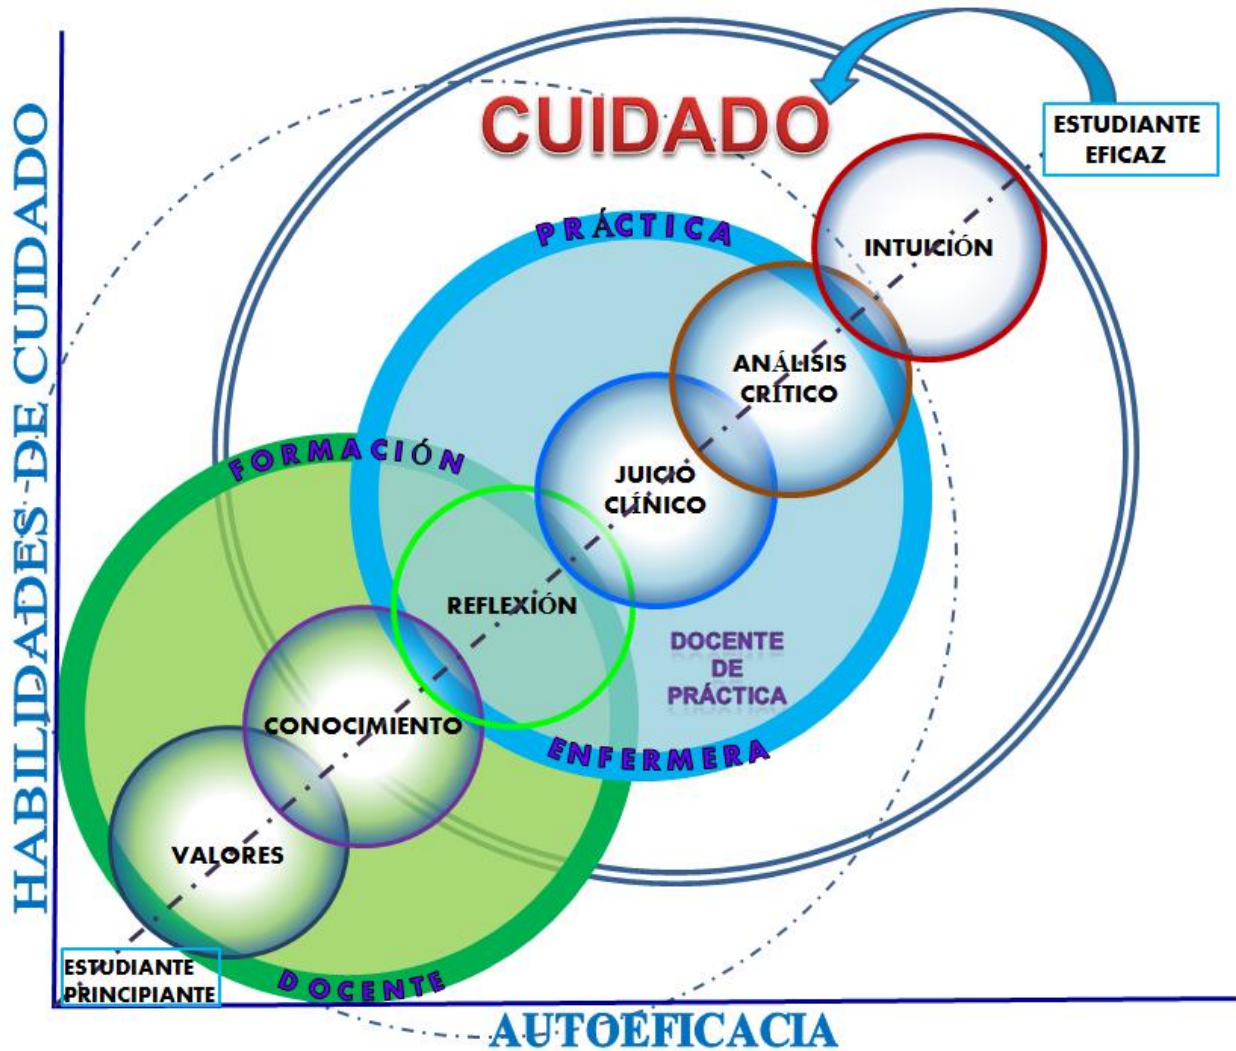 CUIDADO
ESTUDIANTE
EFICAZ
HABILIDADES DE CUIDADO
PRÁCTICA
INTUICIÓN
ANÁLISIS
CRÍTICO
FORMACIÓN
JUICIO
CLÍNICO
REFLEXIÓN
DOCENTE
DE
PRÁCTICA
CONOCIMIENTO
ENFERMERA
VALORES
ESTUDIANTE
PRINCIPIANTE
DOCENTE
AUTOEFICACIA